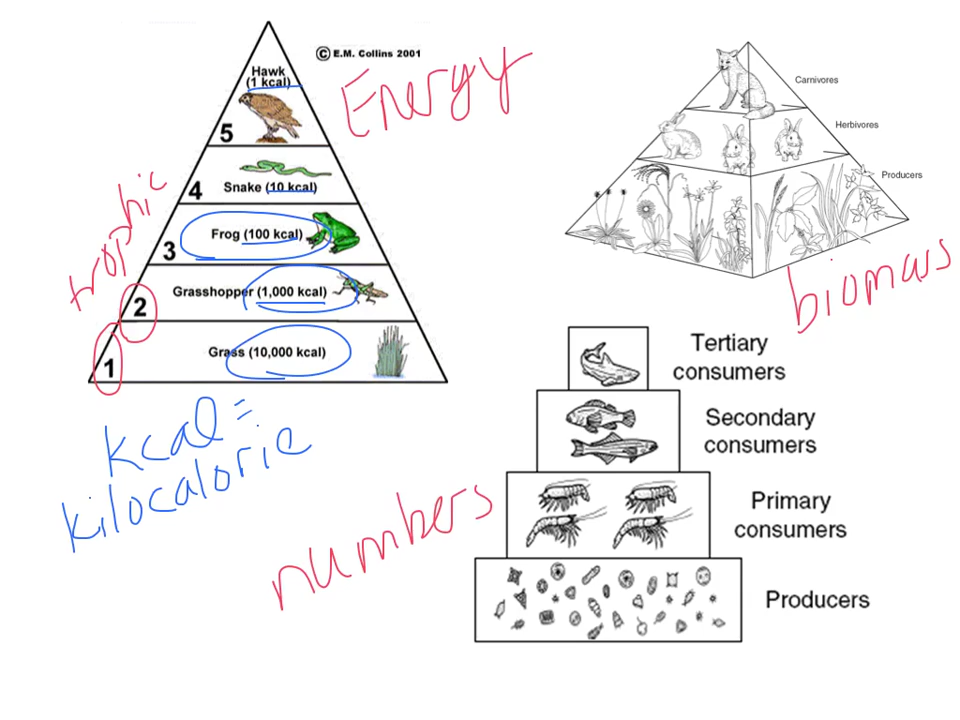 © E.M. Collins 2001
Energy
Hawk
(1 kcal)
5
4
Snake (10 kcal)
3
Frog (100 kcal)
2
Grasshopper (1,000 kcal)
1
Grass (10,000 kcal)
trophic
kcal =
kilocalorie
Carnivores
Herbivores
Producers
biomass
numbers
Tertiary
consumers
Secondary
consumers
Primary
consumers
Producers